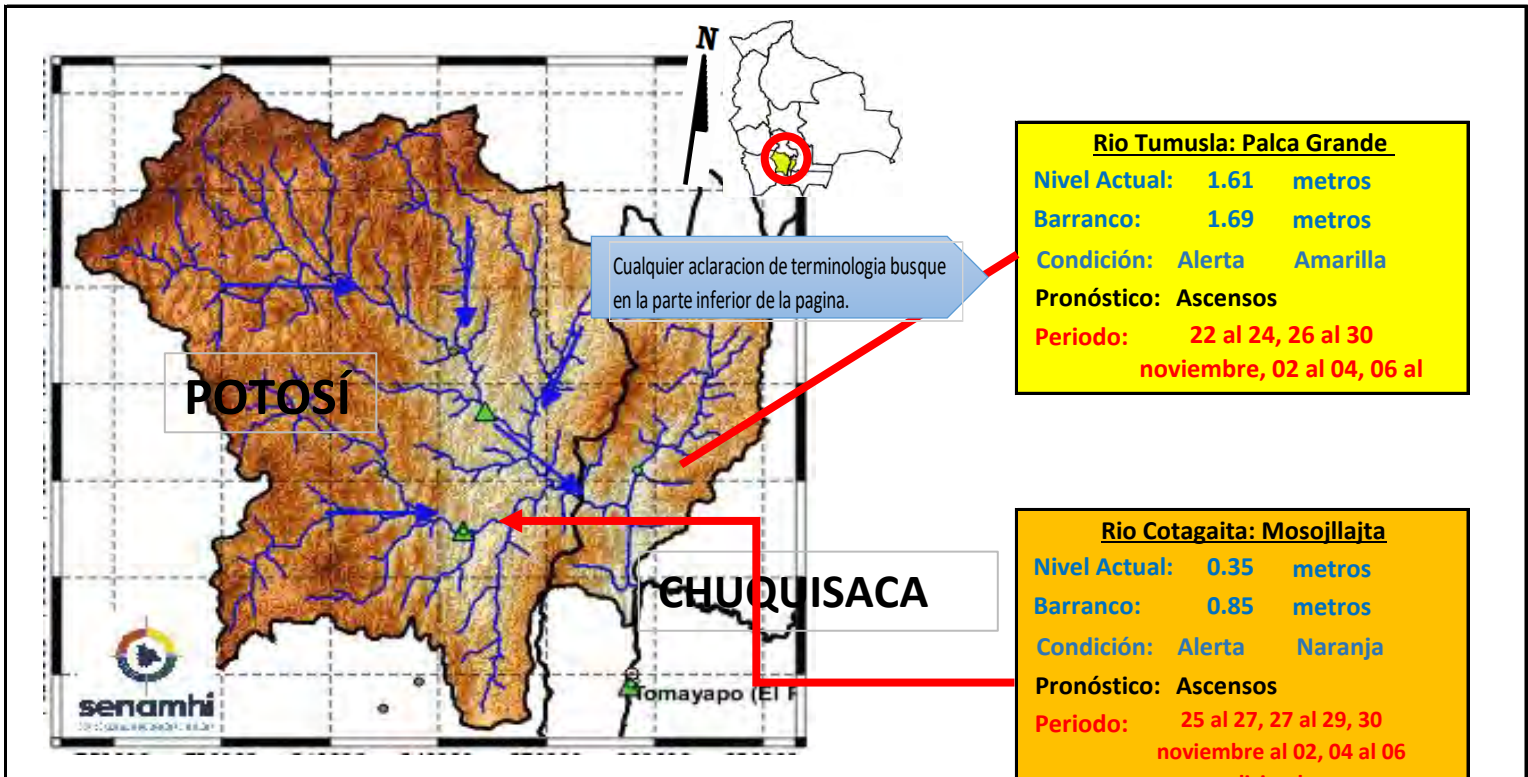 N
Rio Tumusla: Palca Grande
Nivel Actual: 1.61 metros
Barranco: 1.69 metros
Condición: Alerta Amarilla
Pronóstico: Ascensos
Periodo: 22 al 24, 26 al 30
noviembre, 02 al 04, 06 al
Cualquier aclaracion de terminologia busque
en la parte inferior de la pagina.
POTOSÍ
CHUQUISACA
Rio Cotagaita: Mosojllajta
Nivel Actual: 0.35 metros
Barranco: 0.85 metros
Condición: Alerta Naranja
Pronóstico: Ascensos
Periodo: 25 al 27, 27 al 29, 30
noviembre al 02, 04 al 06
senamhi
Tomayapo (El